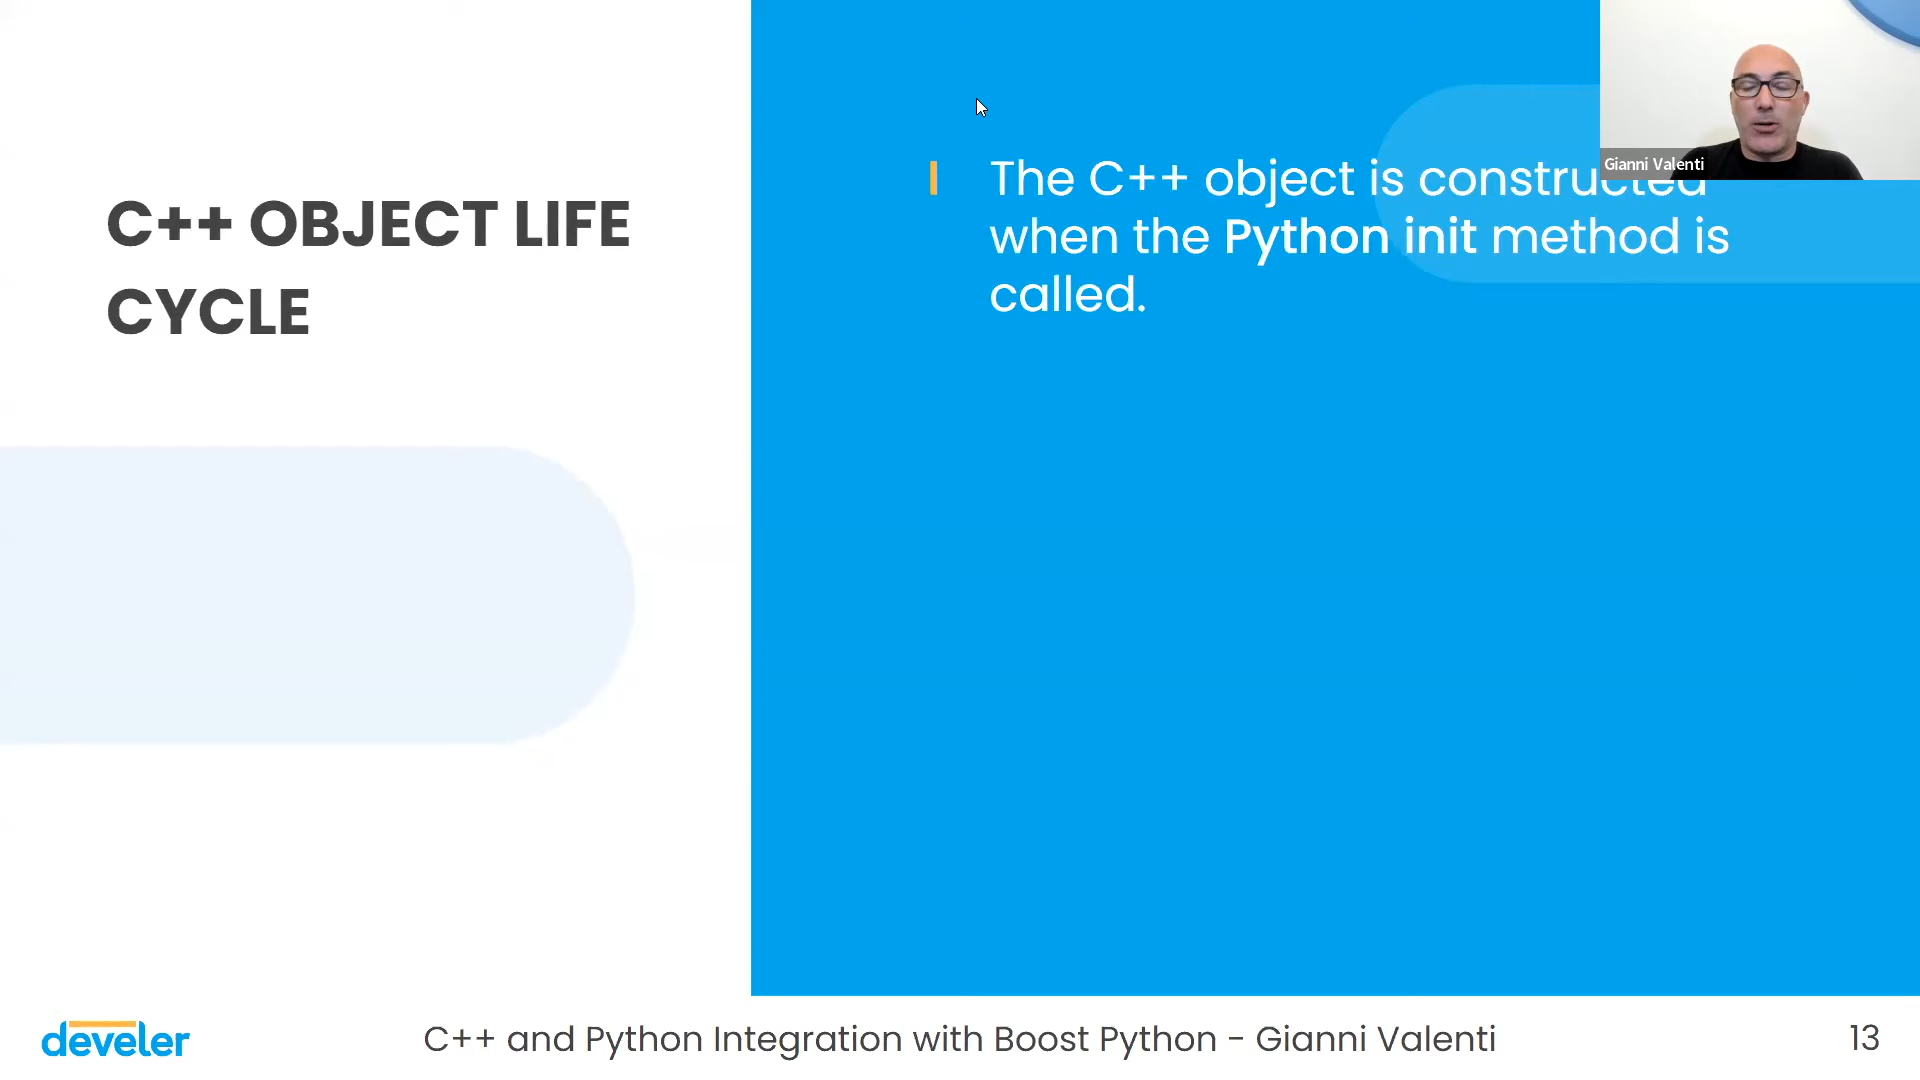 C++ OBJECT LIFE
CYCLE
The C++ object is constructed
when the Python init method is
called.
Gianni Valenti
develer
C++ and Python Integration with Boost Python - Gianni Valenti
13